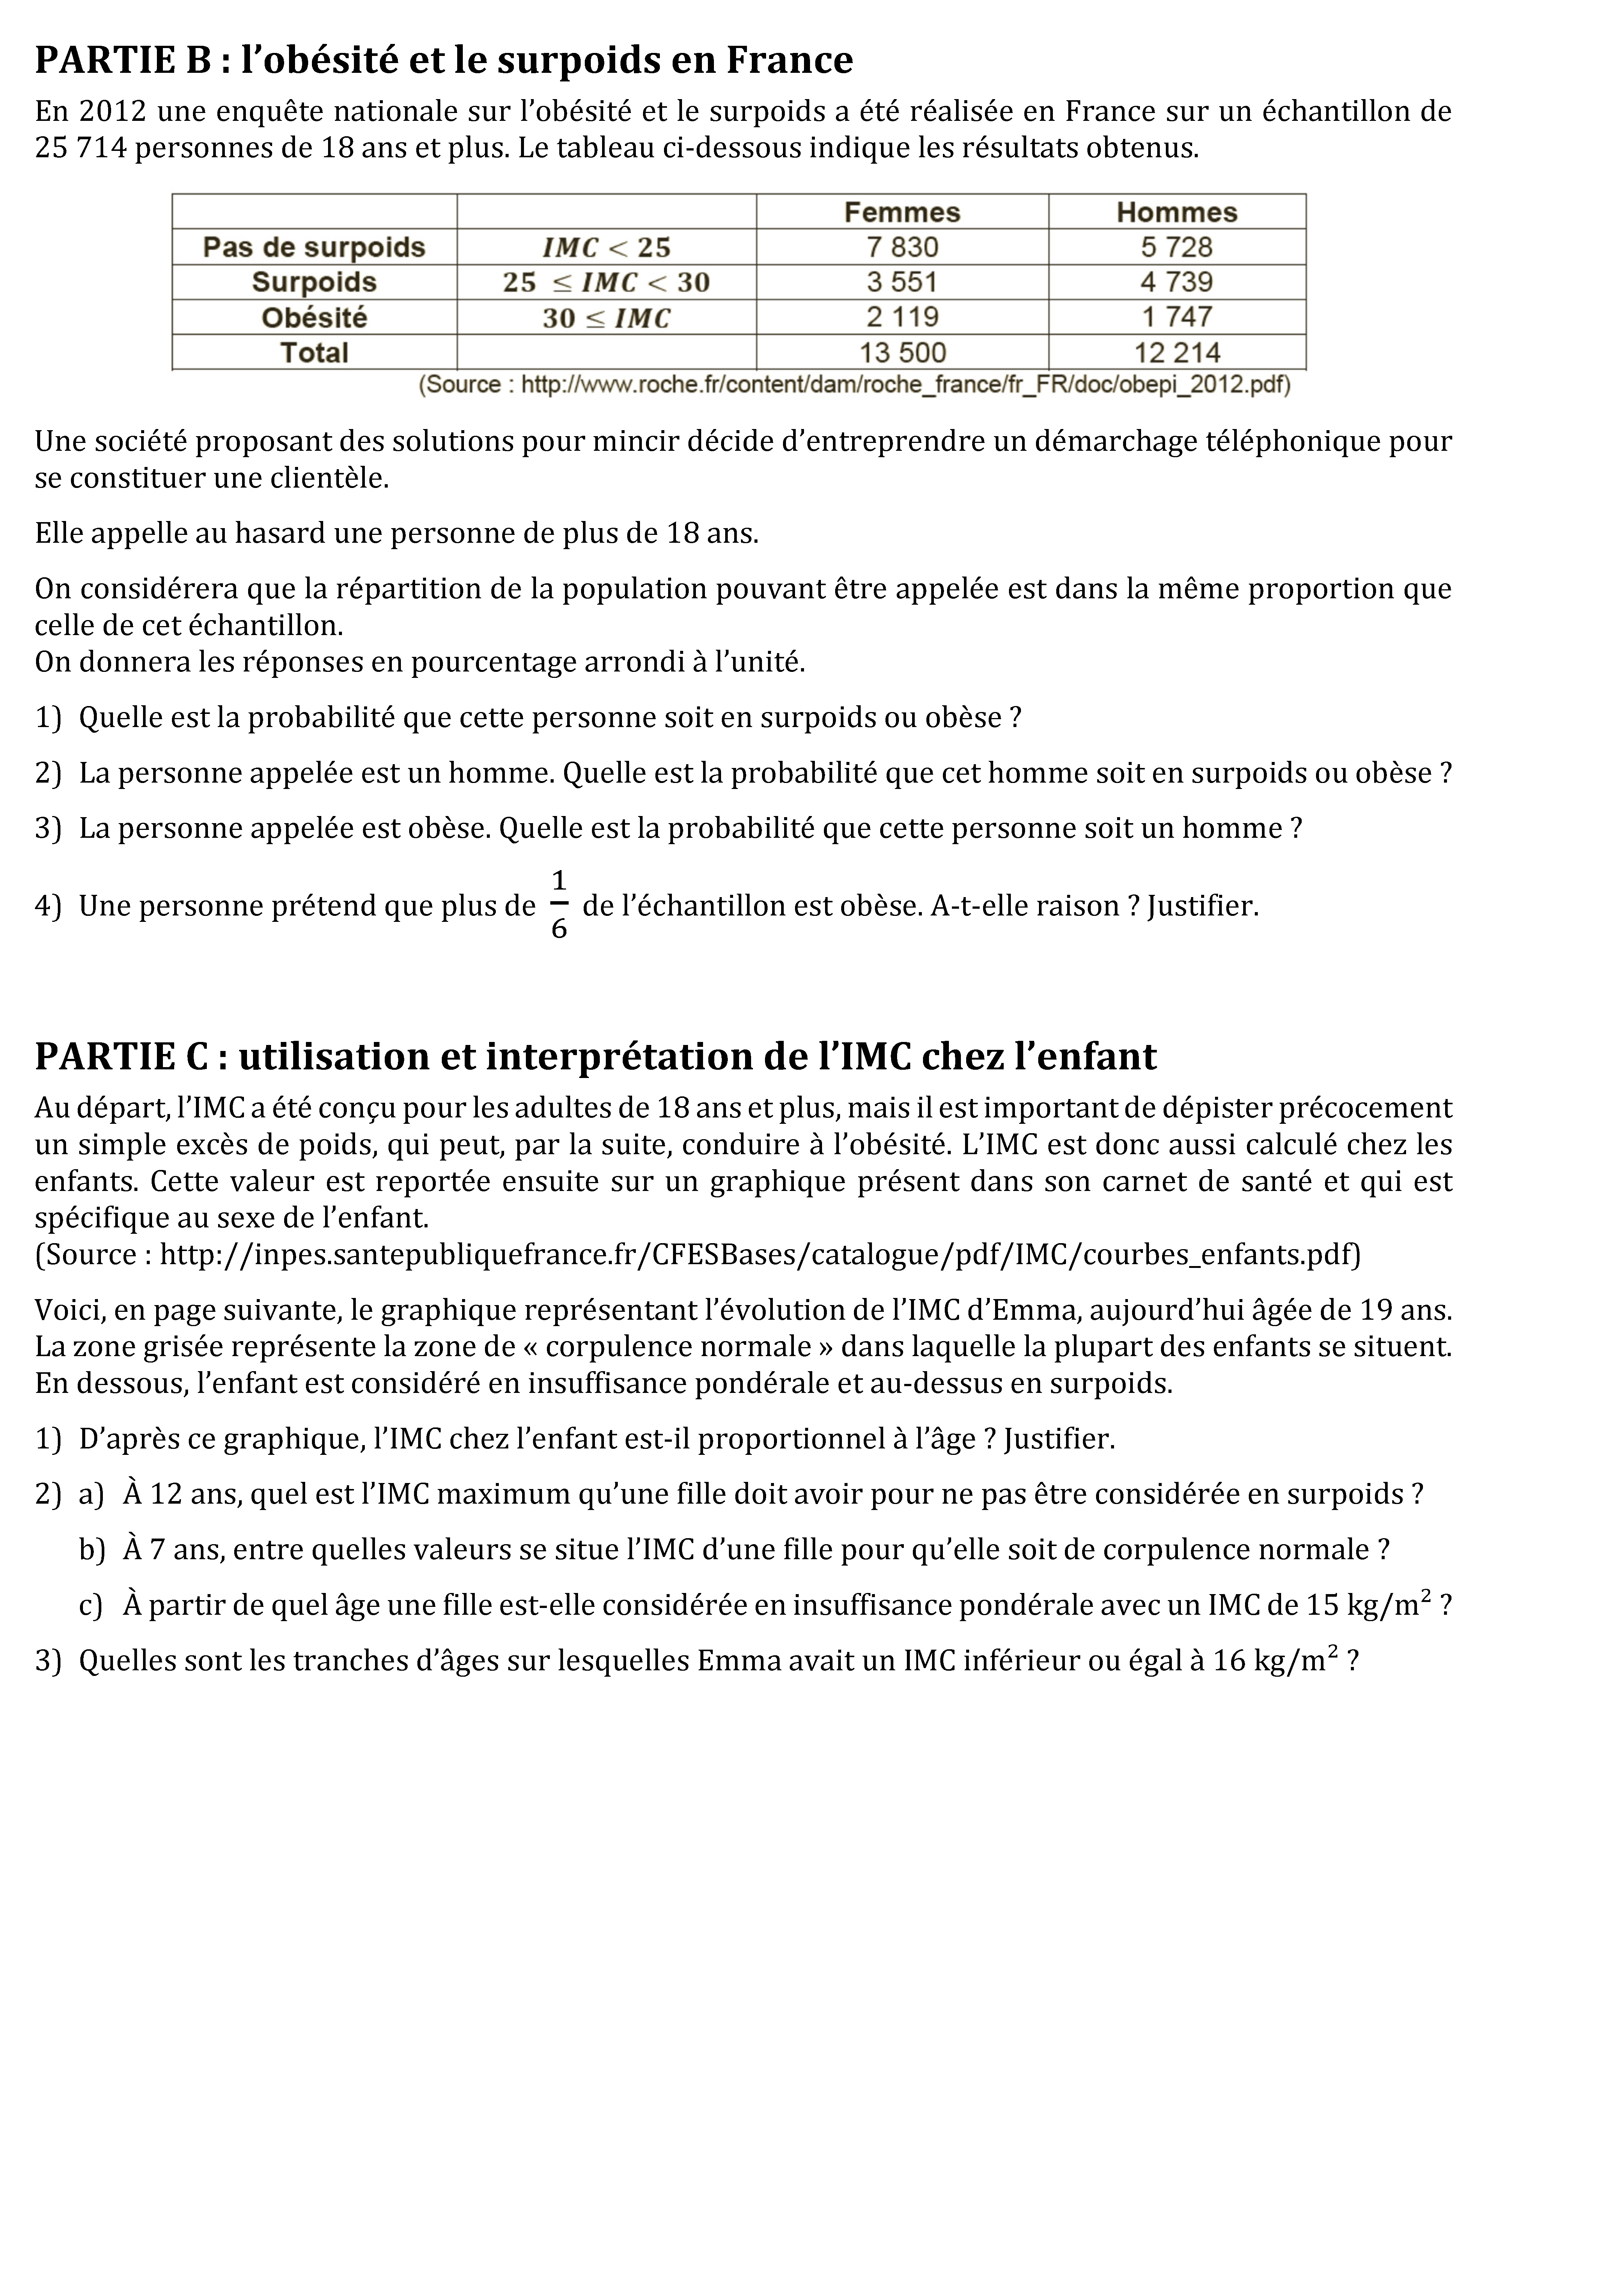 PARTIE B : l’obésité et le surpoids en France
En 2012 une enquête nationale sur l’obésité et le surpoids a été réalisée en France sur un échantillon de
25 714 personnes de 18 ans et plus. Le tableau ci-dessous indique les résultats obtenus.
Femmes Hommes
Pas de surpoids IMC < 25 7 830 5 728
Surpoids 25 ≤ IMC < 30 3 551 4 739
Obésité 30 ≤ IMC 2 119 1 747
Total 13 500 12 214
(Source : http://www.roche.fr/content/dam/roche_france/fr_FR/doc/obepi_2012.pdf)
Une société proposant des solutions pour mincir décide d’entreprendre un démarchage téléphonique pour
se constituer une clientèle.
Elle appelle au hasard une personne de plus de 18 ans.
On considérera que la répartition de la population pouvant être appelée est dans la même proportion que
celle de cet échantillon.
On donnera les réponses en pourcentage arrondi à l’unité.
1) Quelle est la probabilité que cette personne soit en surpoids ou obèse ?
2) La personne appelée est un homme. Quelle est la probabilité que cet homme soit en surpoids ou obèse ?
3) La personne appelée est obèse. Quelle est la probabilité que cette personne soit un homme ?
4) Une personne prétend que plus de 1/6 de l’échantillon est obèse. A-t-elle raison ? Justifier.
PARTIE C : utilisation et interprétation de l’IMC chez l’enfant
Au départ, l’IMC a été conçu pour les adultes de 18 ans et plus, mais il est important de dépister précocement
un simple excès de poids, qui peut, par la suite, conduire à l’obésité. L’IMC est donc aussi calculé chez les
enfants. Cette valeur est reportée ensuite sur un graphique présent dans son carnet de santé et qui est
spécifique au sexe de l’enfant.
(Source : http://inpes.santepubliquefrance.fr/CFESBases/catalogue/pdf/IMC/courbes_enfants.pdf)
Voici, en page suivante, le graphique représentant l’évolution de l’IMC d’Emma, aujourd’hui âgée de 19 ans.
La zone grisée représente la zone de « corpulence normale » dans laquelle la plupart des enfants se situent.
En dessous, l’enfant est considéré en insuffisance pondérale et au-dessus en surpoids.
1) D’après ce graphique, l’IMC chez l’enfant est-il proportionnel à l’âge ? Justifier.
2) a) À 12 ans, quel est l’IMC maximum qu’une fille doit avoir pour ne pas être considérée en surpoids ?
b) À 7 ans, entre quelles valeurs se situe l’IMC d’une fille pour qu’elle soit de corpulence normale ?
c) À partir de quel âge une fille est-elle considérée en insuffisance pondérale avec un IMC de 15 kg/m² ?
3) Quelles sont les tranches d’âges sur lesquelles Emma avait un IMC inférieur ou égal à 16 kg/m² ?